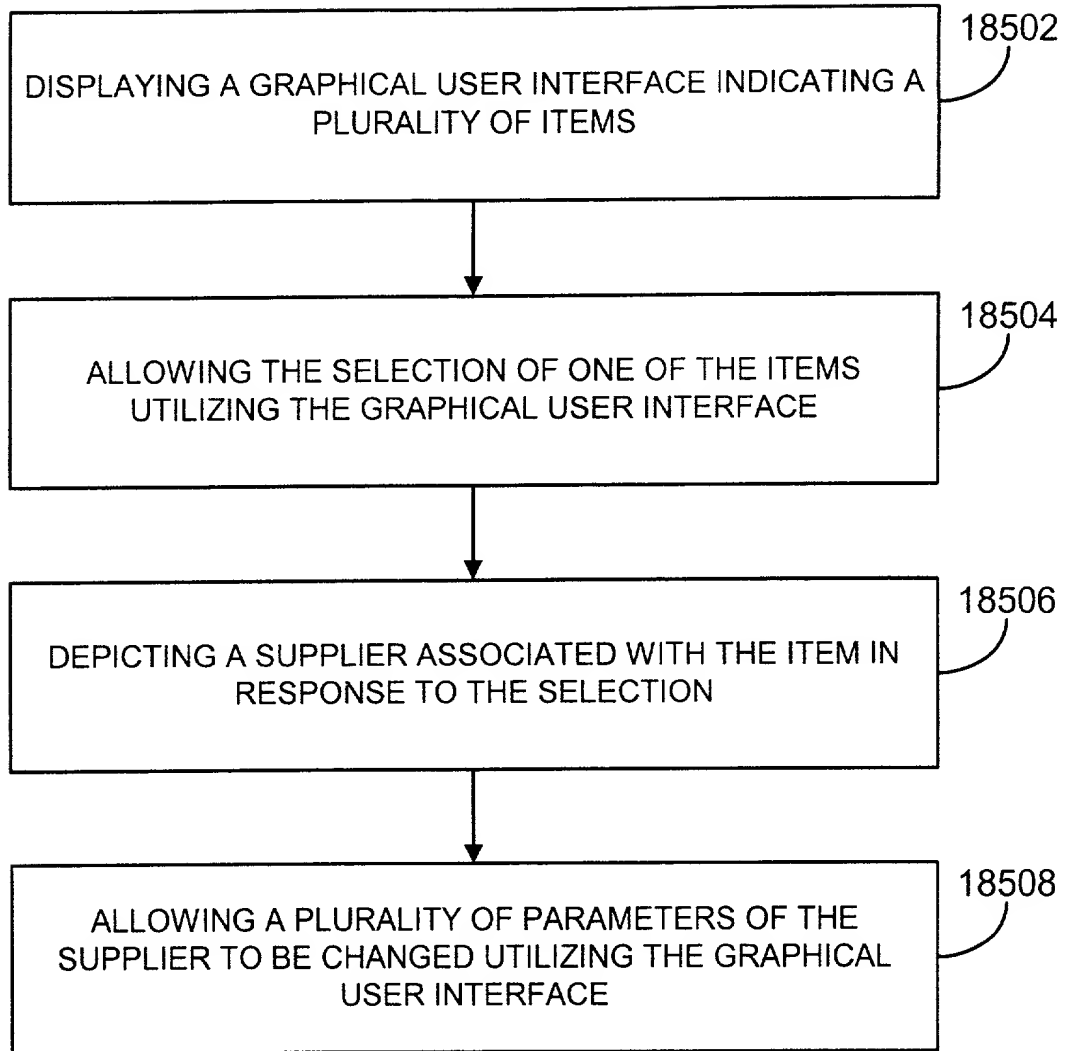 18502
DISPLAYING A GRAPHICAL USER INTERFACE INDICATING A
PLURALITY OF ITEMS
18504
ALLOWING THE SELECTION OF ONE OF THE ITEMS
UTILIZING THE GRAPHICAL USER INTERFACE
18506
DEPICTING A SUPPLIER ASSOCIATED WITH THE ITEM IN
RESPONSE TO THE SELECTION
18508
ALLOWING A PLURALITY OF PARAMETERS OF THE
SUPPLIER TO BE CHANGED UTILIZING THE GRAPHICAL
USER INTERFACE